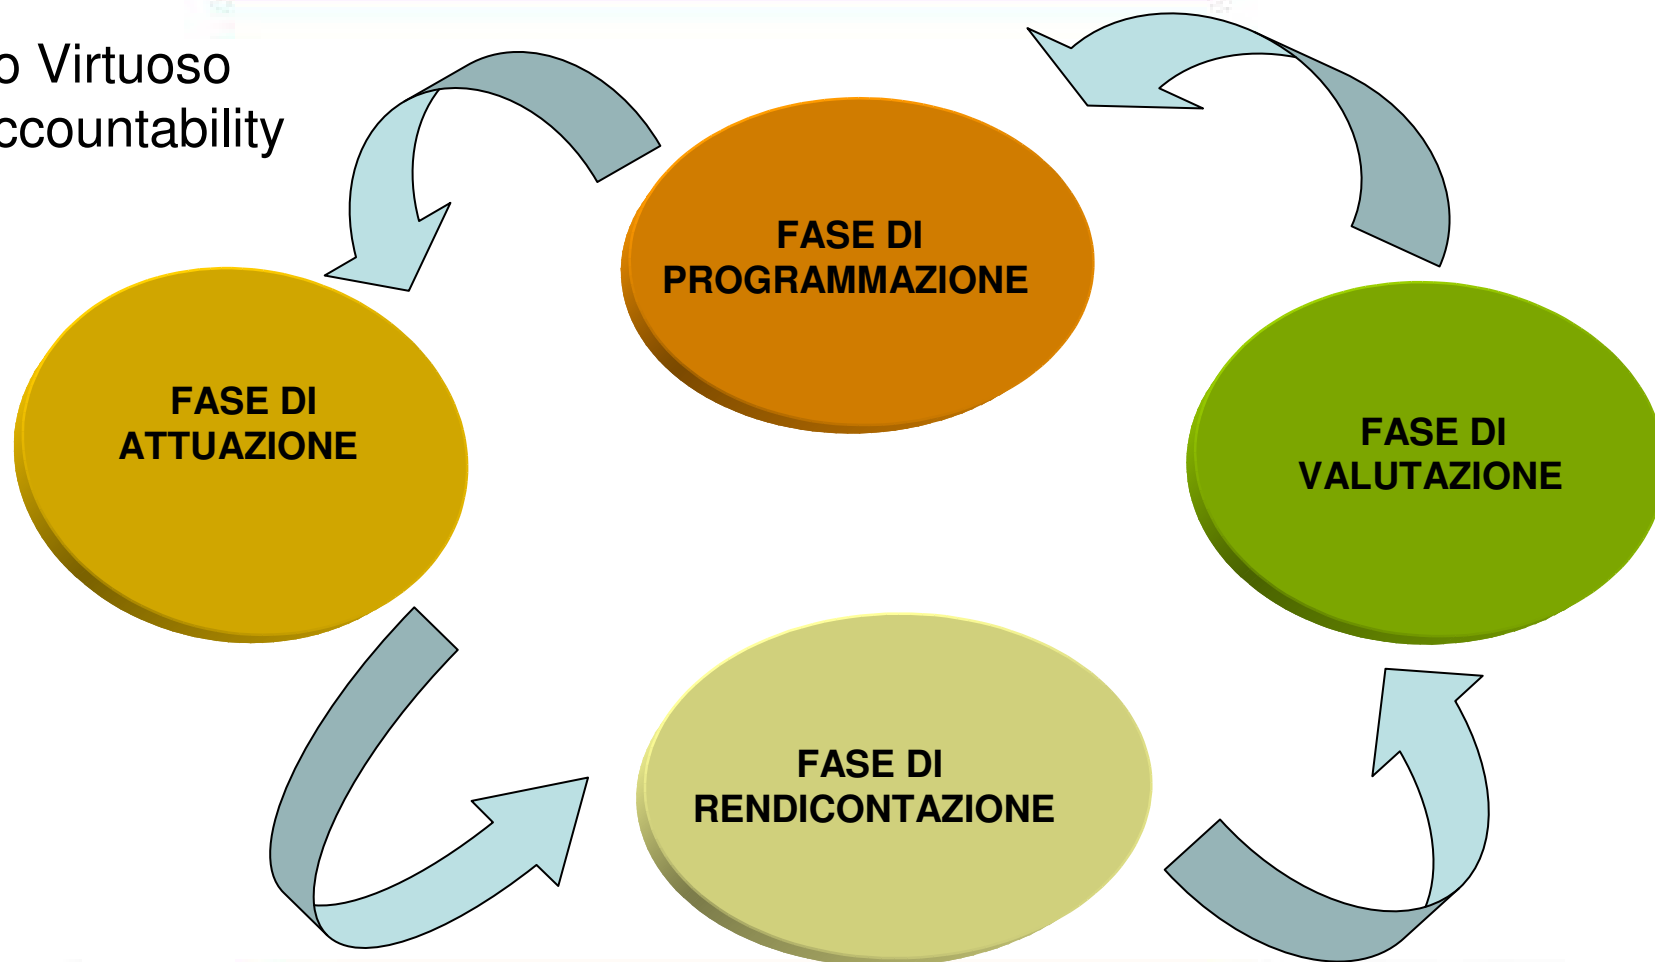 o Virtuoso
ccountability
FASE DI
PROGRAMMAZIONE
FASE DI
ATTUAZIONE
FASE DI
VALUTAZIONE
FASE DI
RENDICONTAZIONE